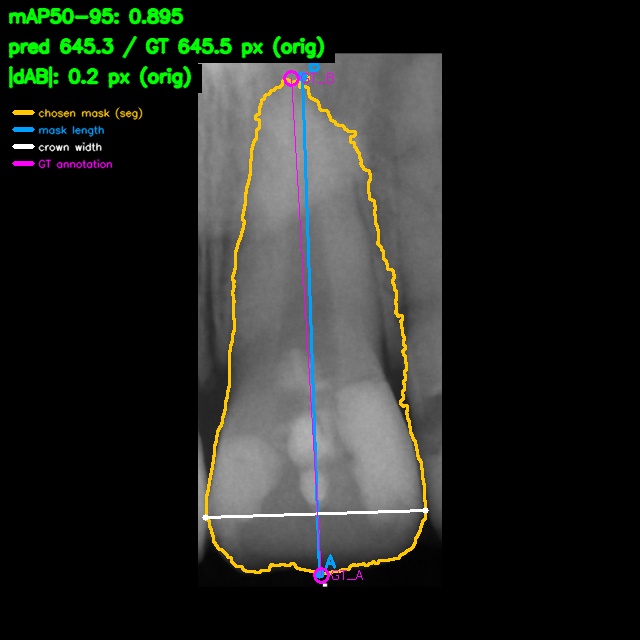 mAP50-95: 0.895
pred 645.3 / GT 645.5 px (orig)
|dAB|: 0.2 px (orig)
chosen mask (seg)
mask length
crown width
GT annotation
B
A
GT_A